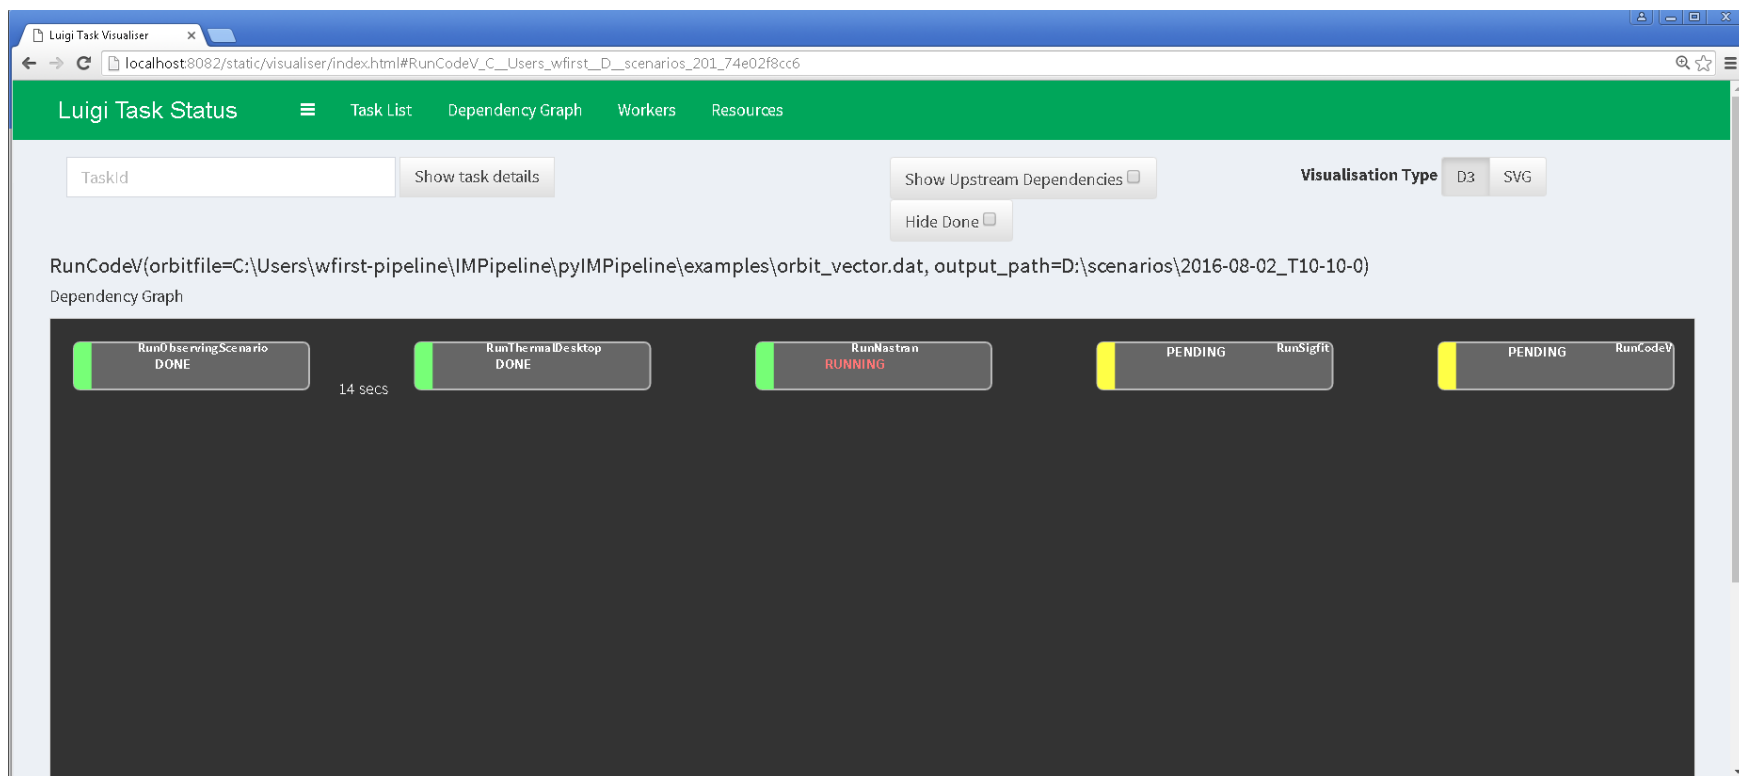 Luigi Task Visualiser
localhost:8082/static/visualiser/index.html#RunCodeV_C__Users_wfirst__D__scenarios_201_74e02f8cc6
Luigi Task Status Task List Dependency Graph Workers Resources
TaskId Show task details Show Upstream Dependencies Visualisation Type D3 SVG
Hide Done
RunCodeV(orbitfile=C:\Users\wfirst-pipeline\IMPipeline\pyIMPipeline\examples\orbit_vector.dat, output_path=D:\scenarios\2016-08-02_T10-10-0)
Dependency Graph
RunObservingScenario RunThermalDesktop RunNastran PENDING RunSigfit PENDING RunCodeV
DONE DONE RUNNING
14 secs